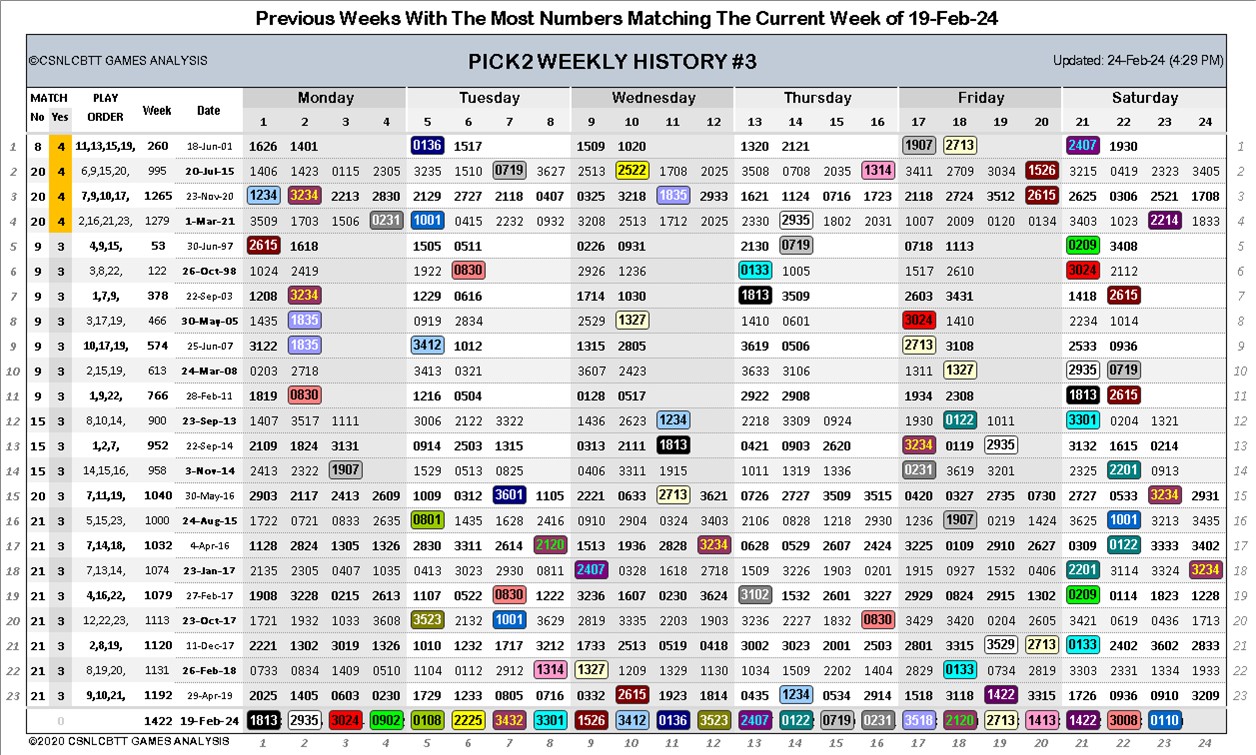 Previous Weeks With The Most Numbers Matching The Current Week of 19-Feb-24
©CSNLCBTT GAMES ANALYSIS PICK2 WEEKLY HISTORY #3 Updated: 24-Feb-24 (4:29 PM)
MATCH PLAY Week Date Monday Tuesday Wednesday Thursday Friday Saturday
No Yes ORDER 1 2 3 4 5 6 7 8 9 10 11 12 13 14 15 16 17 18 19 20 21 22 23 24
1 8 4 11,13,15,19, 260 18-Jun-01 1626 1401 0136 1517 1509 1020 1320 2121 1907 2713 2407 1930 1
2 20 4 6,9,15,20, 995 20-Jul-15 1406 1423 0115 2305 3235 1510 0719 3627 2513 2522 1708 2025 3508 0708 2035 1314 3411 2709 3034 1526 3215 0419 2323 3405 2
3 20 4 7,9,10,17, 1265 23-Nov-20 1234 3234 2213 2830 2129 2727 2118 0407 0325 3218 1835 2933 1621 1124 0716 1723 2118 2724 3512 2615 2625 0306 2521 1708 3
4 20 4 2,16,21,23, 1279 1-Mar-21 3509 1703 1506 0231 1001 0415 2232 0932 3208 2513 1712 2025 2330 2935 1802 2031 1007 2009 0120 0134 3403 1023 2214 1833 4
5 9 3 4,9,15, 53 30-Jun-97 2615 1618 1505 0511 0226 0931 2130 0719 0718 1113 0209 3408 5
6 9 3 3,8,22, 122 26-Oct-98 1024 2419 1922 0830 2926 1236 0133 1005 1517 2610 3024 2112 6
7 9 3 1,7,9, 378 22-Sep-03 1208 3234 1229 0616 1714 1030 1813 3509 2603 3431 1418 2615 7
8 9 3 3,17,19, 466 30-May-05 1435 1835 0919 2834 2529 1327 1410 0601 3024 1410 2234 1014 8
9 9 3 10,17,19, 574 25-Jun-07 3122 1835 3412 1012 1315 2805 3619 0506 2713 3108 2533 0936 9
10 9 3 2,15,19, 613 24-Mar-08 0203 2718 3413 0321 3607 2423 3633 3106 1311 1327 2935 0719 10
11 9 3 1,9,22, 766 28-Feb-11 1819 0830 1216 0504 0128 0517 2922 2908 1934 2308 1813 2615 11
12 15 3 8,10,14, 900 23-Sep-13 1407 3517 1111 3006 2122 3322 1436 2623 1234 2218 3309 0924 1930 0122 1011 3301 0204 1321 12
13 15 3 1,2,7, 952 22-Sep-14 2109 1824 3131 0914 2503 1315 0313 2111 1813 0421 0903 2620 3234 0119 2935 3132 1615 0214 13
14 15 3 14,15,16, 958 3-Nov-14 2413 2322 1907 1529 0513 0825 0406 3311 1915 1011 1319 1336 0231 3619 3201 2325 2201 0913 14
15 20 3 7,11,19, 1040 30-May-16 2903 2117 2413 2609 1009 0312 3601 1105 2221 0633 2713 3621 0726 2727 3509 3515 0420 0327 2735 0730 2727 0533 3234 2931 15
16 21 3 5,15,23, 1000 24-Aug-15 1722 0721 0833 2635 0801 1435 1628 2416 0910 2904 0324 3403 2106 0828 1218 2930 1236 1907 0219 1424 3625 1001 3213 3435 16
17 21 3 7,14,18, 1032 4-Apr-16 1128 2824 1305 1326 2830 3311 2614 2120 1513 1936 2828 3234 0628 0529 2607 2424 3225 0109 2910 2627 0309 0122 3333 3402 17
18 21 3 7,13,14, 1074 23-Jan-17 2135 2305 0407 1035 0413 3023 2930 0811 2407 0328 1618 2718 1509 3226 1903 0201 1915 0927 1532 0406 2201 3114 3324 3234 18
19 21 3 4,16,22, 1079 27-Feb-17 1908 3228 0215 2613 1107 0522 0830 1222 3236 1607 0230 3624 3102 1532 2601 3227 2929 0824 2915 1302 0209 0114 1823 1228 19
20 21 3 12,22,23, 1113 23-Oct-17 1721 1932 1033 3608 3523 2132 1001 3629 2819 3335 2203 1903 3236 2227 1832 0830 3429 3420 0204 2605 3421 0619 0436 1713 20
21 21 3 2,8,19, 1120 11-Dec-17 2221 1302 3019 1326 1010 1232 1717 3212 1733 2513 0519 0418 3002 3023 2001 2503 2801 3315 3529 2713 0133 2402 3602 2833 21
22 21 3 8,19,20, 1131 26-Feb-18 0733 0834 1409 0510 1104 0112 2912 1314 1327 1209 1329 1130 1034 1509 2202 1404 2829 0133 0734 2819 3303 2331 1334 1933 22
23 21 3 9,10,21, 1192 29-Apr-19 2025 1405 0603 0230 1729 1233 0805 0716 0332 2615 1923 1814 0435 1234 0534 2914 1518 3118 1422 3315 1726 0936 0910 3209 23
0 1422 19-Feb-24 1813 2935 3024 0902 0108 2225 3432 3301 1526 3412 0136 3523 2407 0122 0719 0231 3518 2120 2713 1413 1422 3008 0110
©2020 CSNLCBTT GAMES ANALYSIS 1 2 3 4 5 6 7 8 9 10 11 12 13 14 15 16 17 18 19 20 21 22 23 24